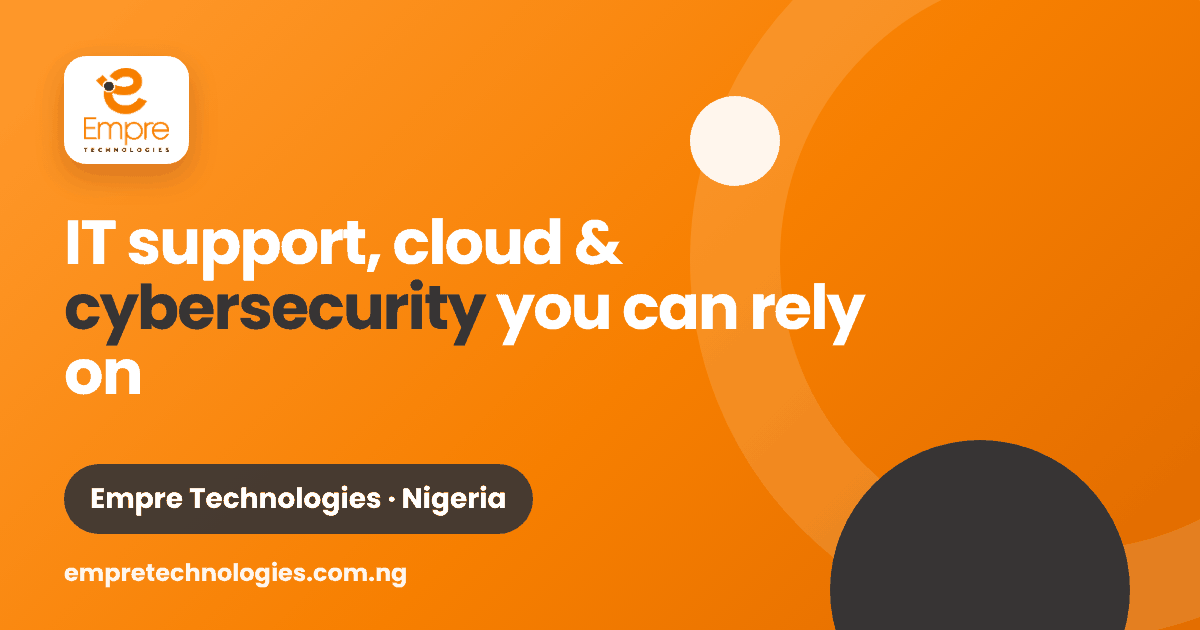 Empre
TECHNOLOGIES
IT support, cloud &
cybersecurity you can rely
on
Empre Technologies · Nigeria
empretechnologies.com.ng